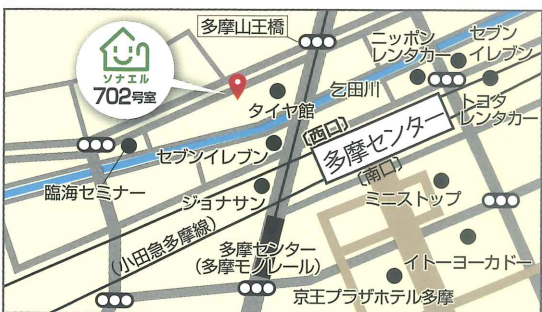 多摩山王橋
ソナエル
702号室
ニッポン
レンタカー
セブン
イレブン
タイヤ館
乞田川
トヨタ
レンタカー
セブンイレブン
(西口)
多摩センター
(南口)
臨海セミナー
ジョナサン
ミニストップ
(小田急多摩線)
多摩センター
(多摩モノレール)
イトーヨーカドー
京王プラザホテル多摩